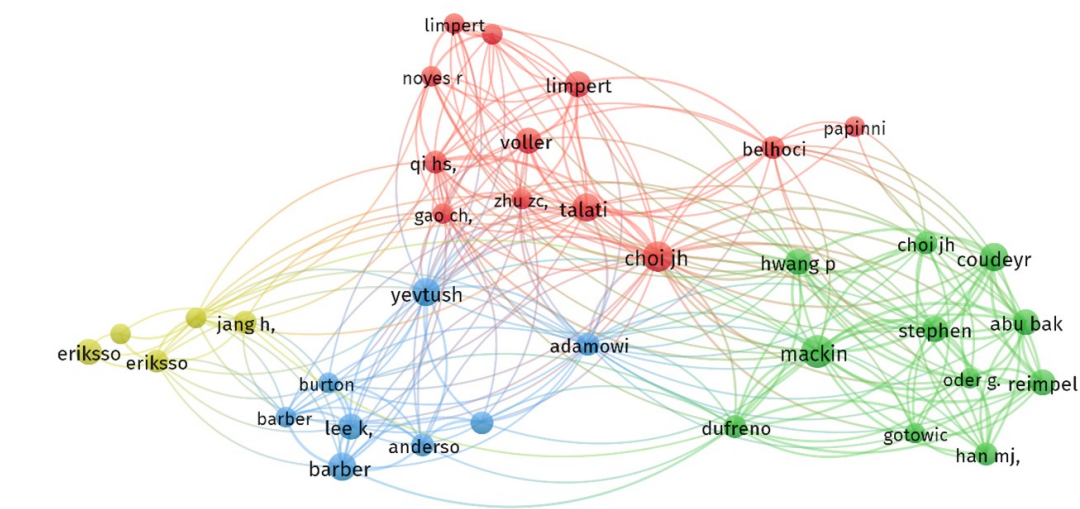 limpert
noyes r
limpert
papinni
voller
belhoci
qi hs,
zhu zc,
talati
gao ch,
choi jh
choi jh
hwang p
coudeyr
yevtush
jang h,
abu bak
stephen
eriksso
eriksso
adamowi
mackin
burton
oder g.
reimpel
barber
lee k,
dufreno
gotowic
anderso
han mj,
barber